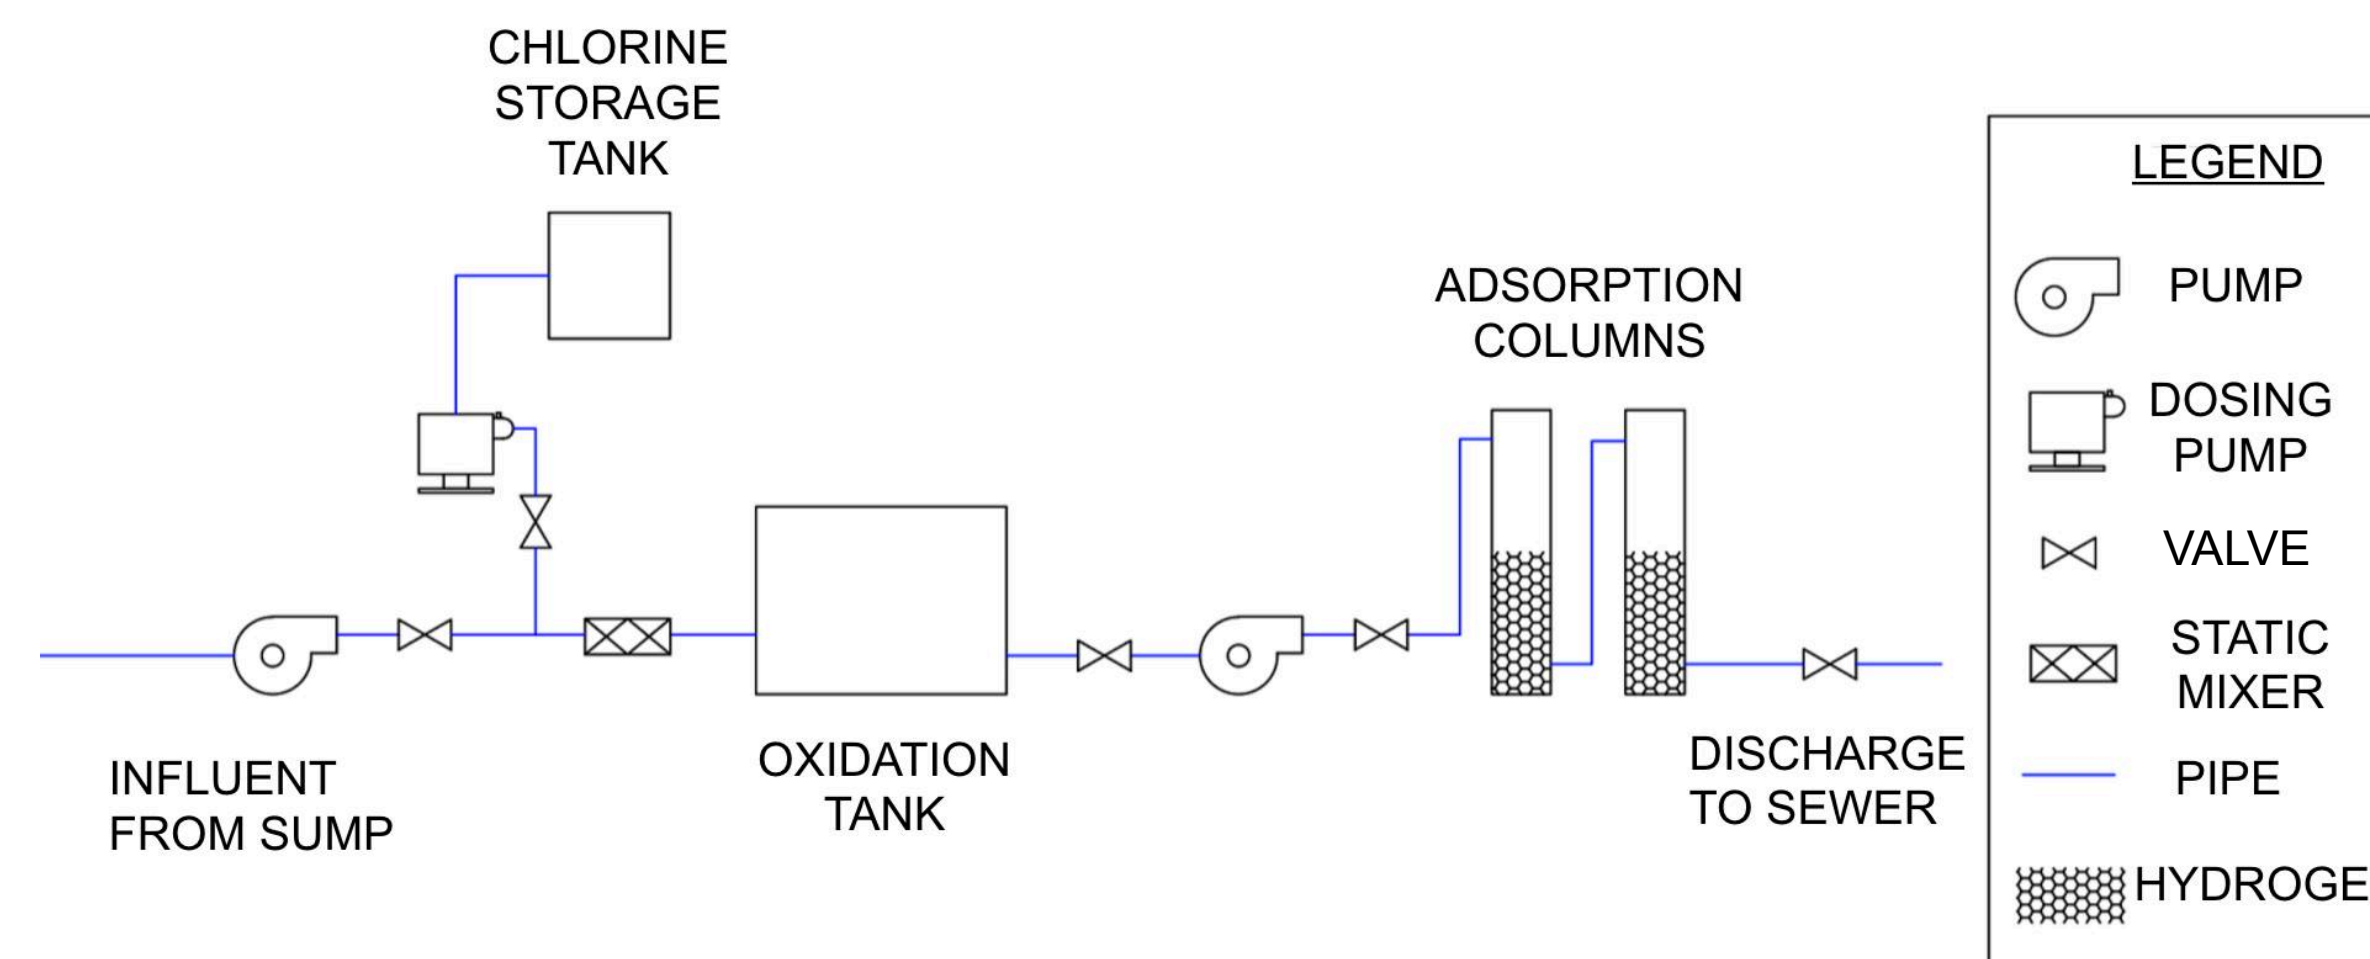 CHLORINE
STORAGE
TANK
ADSORPTION
COLUMNS
INFLUENT
FROM SUMP
OXIDATION
TANK
DISCHARGE
TO SEWER
LEGEND
PUMP
DOSING
PUMP
VALVE
STATIC
MIXER
PIPE
HYDROGE